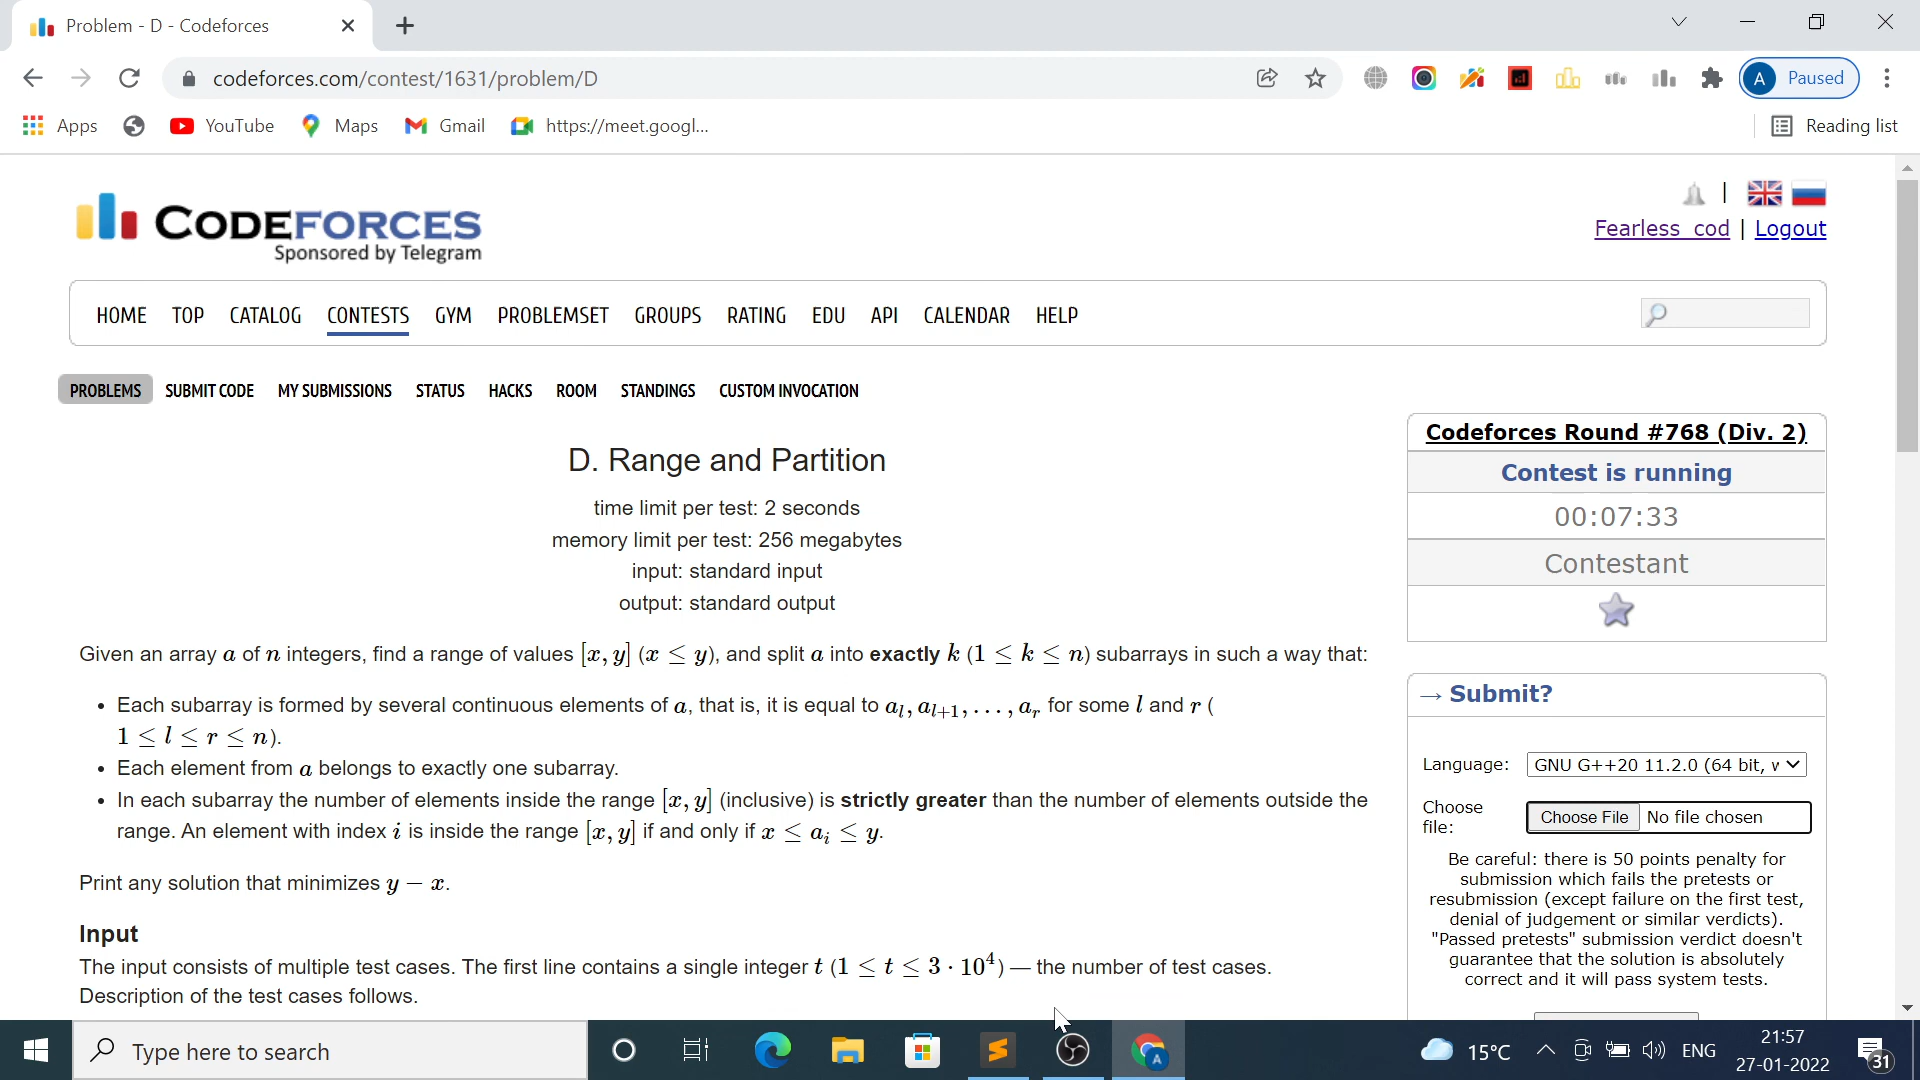 Problem - D - Codeforces
codeforces.com/contest/1631/problem/D
A Paused
Apps YouTube Maps Gmail https://meet.googl... Reading list
CODEFORCES
Sponsored by Telegram
|
Fearless_cod | Logout
HOME TOP CATALOG CONTESTS GYM PROBLEMSET GROUPS RATING EDU API CALENDAR HELP
PROBLEMS SUBMIT CODE MY SUBMISSIONS STATUS HACKS ROOM STANDINGS CUSTOM INVOCATION
D. Range and Partition
time limit per test: 2 seconds
memory limit per test: 256 megabytes
input: standard input
output: standard output
Given an array a of n integers, find a range of values [x, y] (x ≤ y), and split a into exactly k (1 ≤ k ≤ n) subarrays in such a way that:
• Each subarray is formed by several continuous elements of a, that is, it is equal to aₗ, aₗ₊₁, . . . , aᵣ for some l and r (
1 ≤ l ≤ r ≤ n).
• Each element from a belongs to exactly one subarray.
• In each subarray the number of elements inside the range [x, y] (inclusive) is strictly greater than the number of elements outside the
range. An element with index i is inside the range [x, y] if and only if x ≤ aᵢ ≤ y.
Print any solution that minimizes y − x.
Input
The input consists of multiple test cases. The first line contains a single integer t (1 ≤ t ≤ 3 · 10⁴) — the number of test cases.
Description of the test cases follows.
Codeforces Round #768 (Div. 2)
Contest is running
00:07:33
Contestant
→ Submit?
Language: GNU G++20 11.2.0 (64 bit, w
Choose
file: Choose File No file chosen
Be careful: there is 50 points penalty for
submission which fails the pretests or
resubmission (except failure on the first test,
denial of judgement or similar verdicts).
"Passed pretests" submission verdict doesn't
guarantee that the solution is absolutely
correct and it will pass system tests.
Type here to search
A
15°C
ENG
21:57
27-01-2022
31